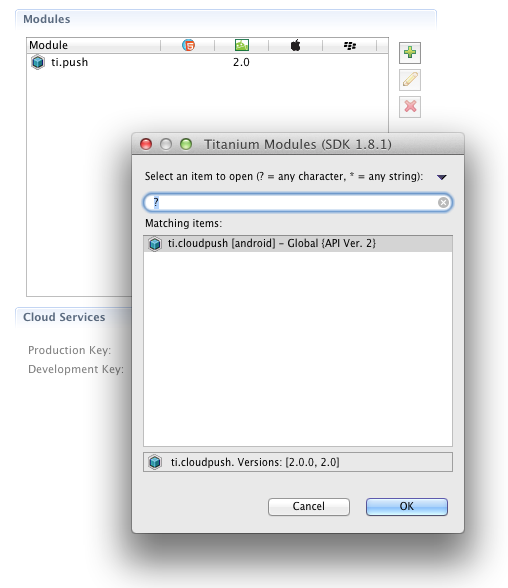 Modules
Module
ti.push 2.0
Titanium Modules (SDK 1.8.1)
Select an item to open (? = any character, * = any string):
?
Matching items:
ti.cloudpush [android] – Global {API Ver. 2}
Cloud Services
Production Key:
Development Key:
ti.cloudpush. Versions: [2.0.0, 2.0]
Cancel OK